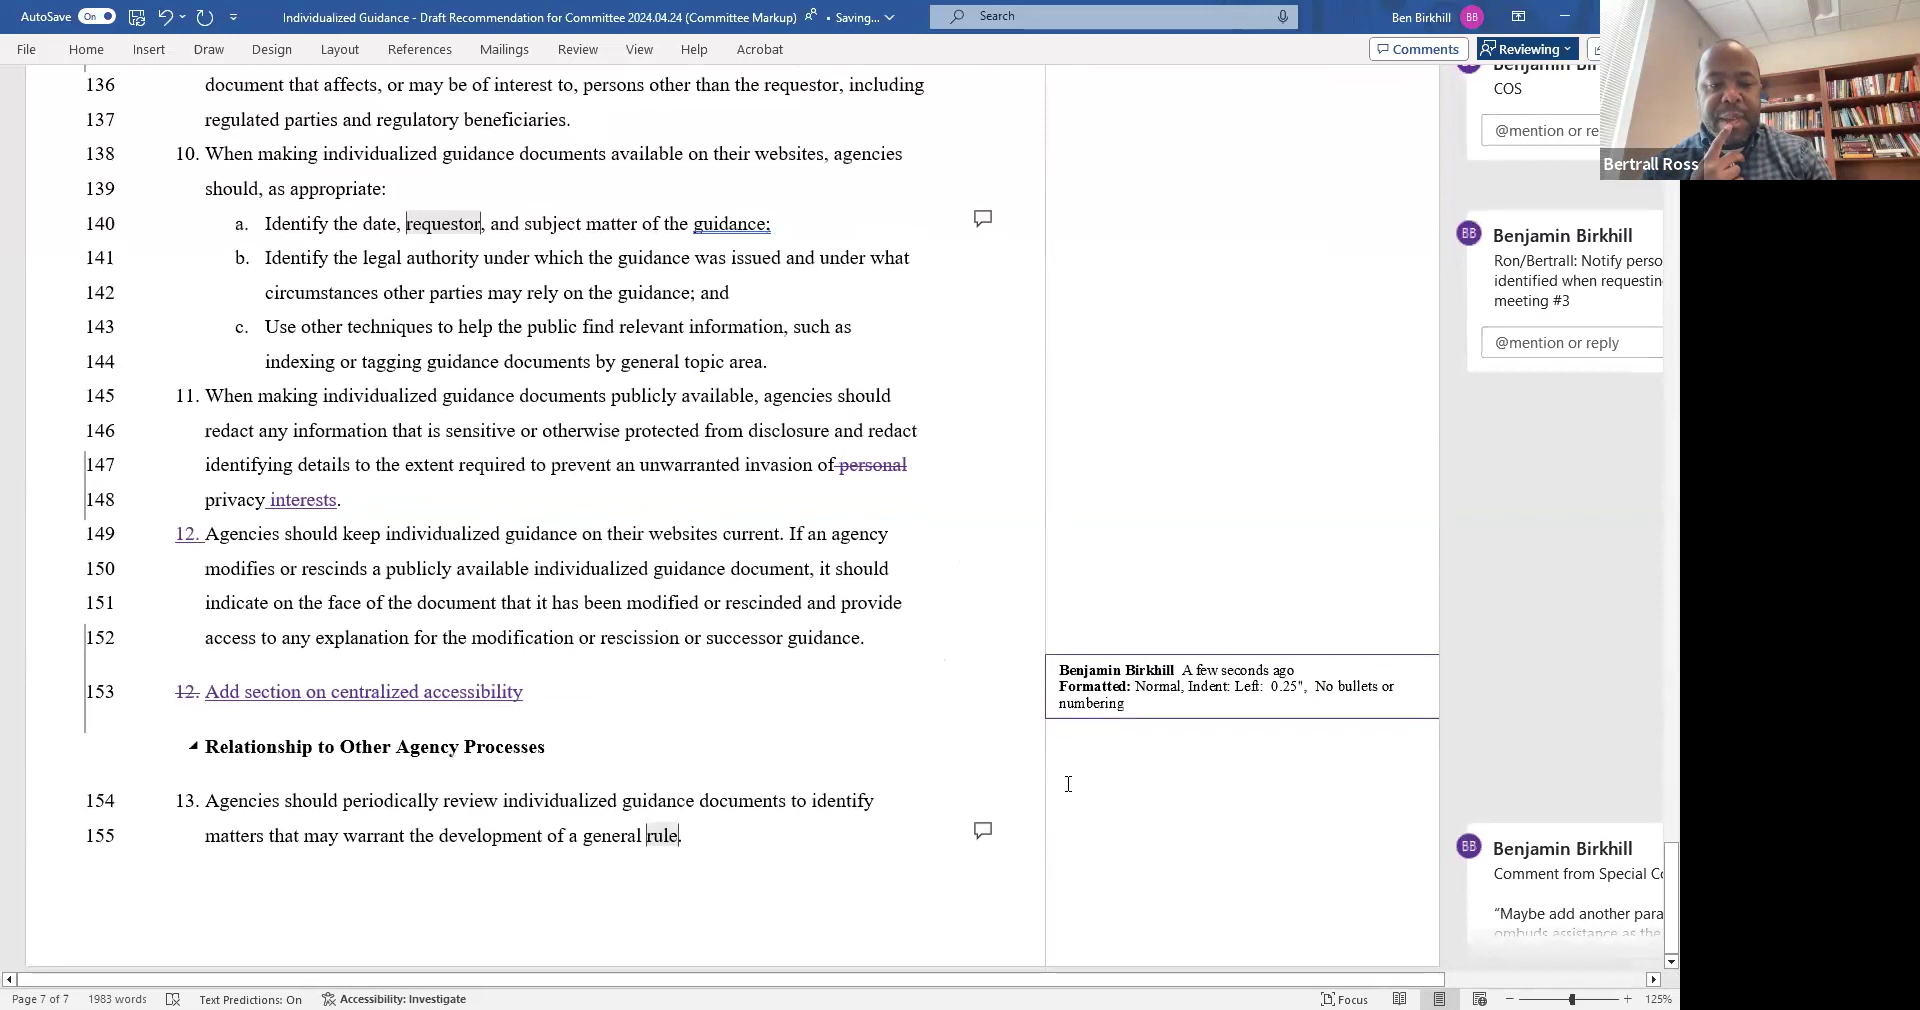 AutoSave On Individualized Guidance - Draft Recommendation for Committee 2024.04.24 (Committee Markup) • Saving... Search Ben Birkhill BB
File Home Insert Draw Design Layout References Mailings Review View Help Acrobat Comments Reviewing
136 document that affects, or may be of interest to, persons other than the requestor, including
137 regulated parties and regulatory beneficiaries.
138 10. When making individualized guidance documents available on their websites, agencies
139 should, as appropriate:
140 a. Identify the date, requestor, and subject matter of the guidance;
141 b. Identify the legal authority under which the guidance was issued and under what
142 circumstances other parties may rely on the guidance; and
143 c. Use other techniques to help the public find relevant information, such as
144 indexing or tagging guidance documents by general topic area.
145 11. When making individualized guidance documents publicly available, agencies should
146 redact any information that is sensitive or otherwise protected from disclosure and redact
147 identifying details to the extent required to prevent an unwarranted invasion of personal
148 privacy interests.
149 12. Agencies should keep individualized guidance on their websites current. If an agency
150 modifies or rescinds a publicly available individualized guidance document, it should
151 indicate on the face of the document that it has been modified or rescinded and provide
152 access to any explanation for the modification or rescission or successor guidance.
153 12. Add section on centralized accessibility
Relationship to Other Agency Processes
154 13. Agencies should periodically review individualized guidance documents to identify
155 matters that may warrant the development of a general rule.
Benjamin Birkhill A few seconds ago
Formatted: Normal, Indent: Left: 0.25", No bullets or
numbering
Benjamin Bir
COS
@mention or re
Bertrall Ross
BB Benjamin Birkhill
Ron/Bertrall: Notify perso
identified when requestin
meeting #3
@mention or reply
BB Benjamin Birkhill
Comment from Special Co
“Maybe add another para
ombuds assistance as the
Page 7 of 7 1983 words Text Predictions: On Accessibility: Investigate Focus 125%